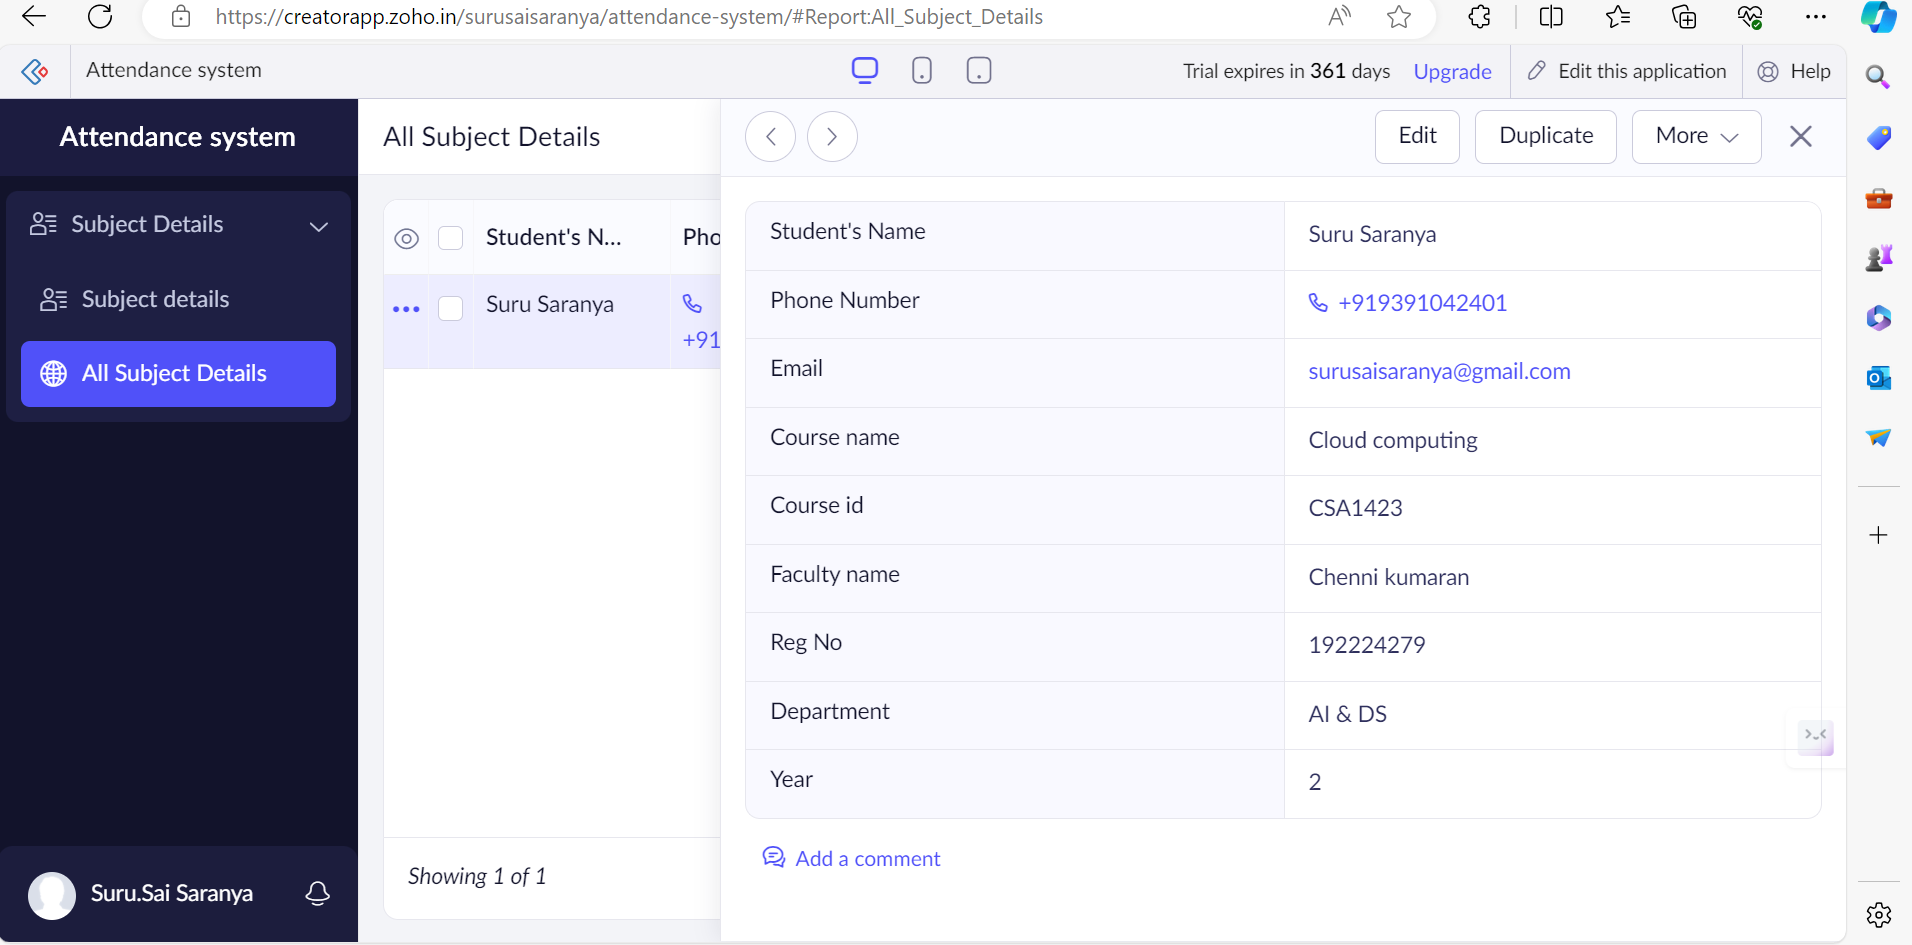 https://creatorapp.zoho.in/surusaisaranya/attendance-system/#Report:All_Subject_Details
Attendance system
Trial expires in 361 days
Upgrade
Edit this application
Help
Attendance system
Subject Details
Subject details
All Subject Details
Suru.Sai Saranya
All Subject Details
Student's N...
Pho
Suru Saranya
+91
Showing 1 of 1
Edit
Duplicate
More
Student's Name
Suru Saranya
Phone Number
+919391042401
Email
surusaisaranya@gmail.com
Course name
Cloud computing
Course id
CSA1423
Faculty name
Chenni kumaran
Reg No
192224279
Department
AI & DS
Year
2
Add a comment